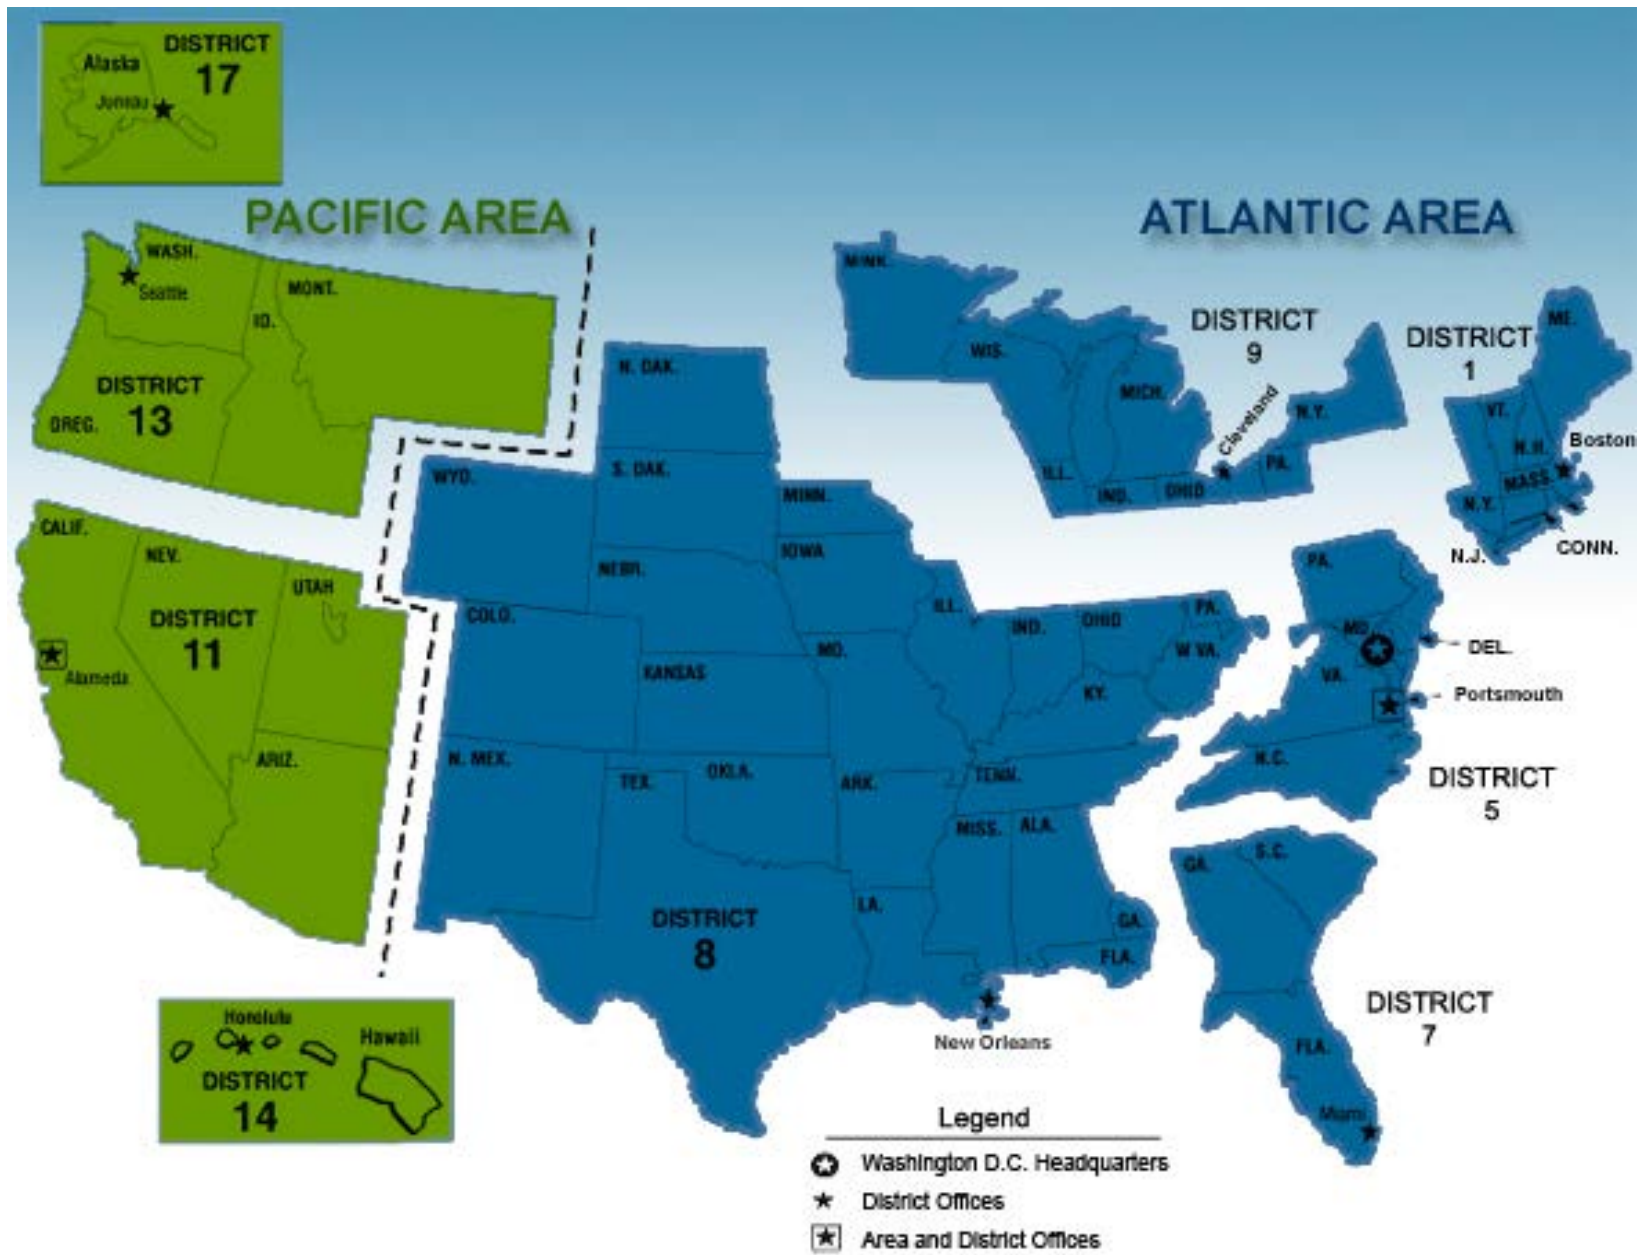 DISTRICT
17
Alaska
Juneau
PACIFIC AREA
ATLANTIC AREA
WASH.
Seattle
MONT.
ID.
DISTRICT
13
OREG.
CALIF.
NEV.
UTAH
DISTRICT
11
Alameda
ARIZ.
Honolulu
Hawaii
DISTRICT
14
N. DAK.
S. DAK.
WYO.
MINN.
IOWA
NEBR.
COLO.
ILL.
IND.
OHIO
PA.
W VA.
MO.
KANSAS
KY.
N. MEX.
TEX.
OKLA.
ARK.
TENN.
MISS.
ALA.
LA.
GA.
FLA.
DISTRICT
8
New Orleans
MINN.
WIS.
MICH.
DISTRICT
9
Cleveland
N.Y.
PA.
ILL.
IND.
OHIO
DISTRICT
1
ME.
VT.
N.H.
Boston
MASS.
N.Y.
N.J.
CONN.
PA.
MD.
DEL.
VA.
Portsmouth
N.C.
DISTRICT
5
GA.
S.C.
DISTRICT
7
FLA.
Miami
Legend
Washington D.C. Headquarters
District Offices
Area and District Offices